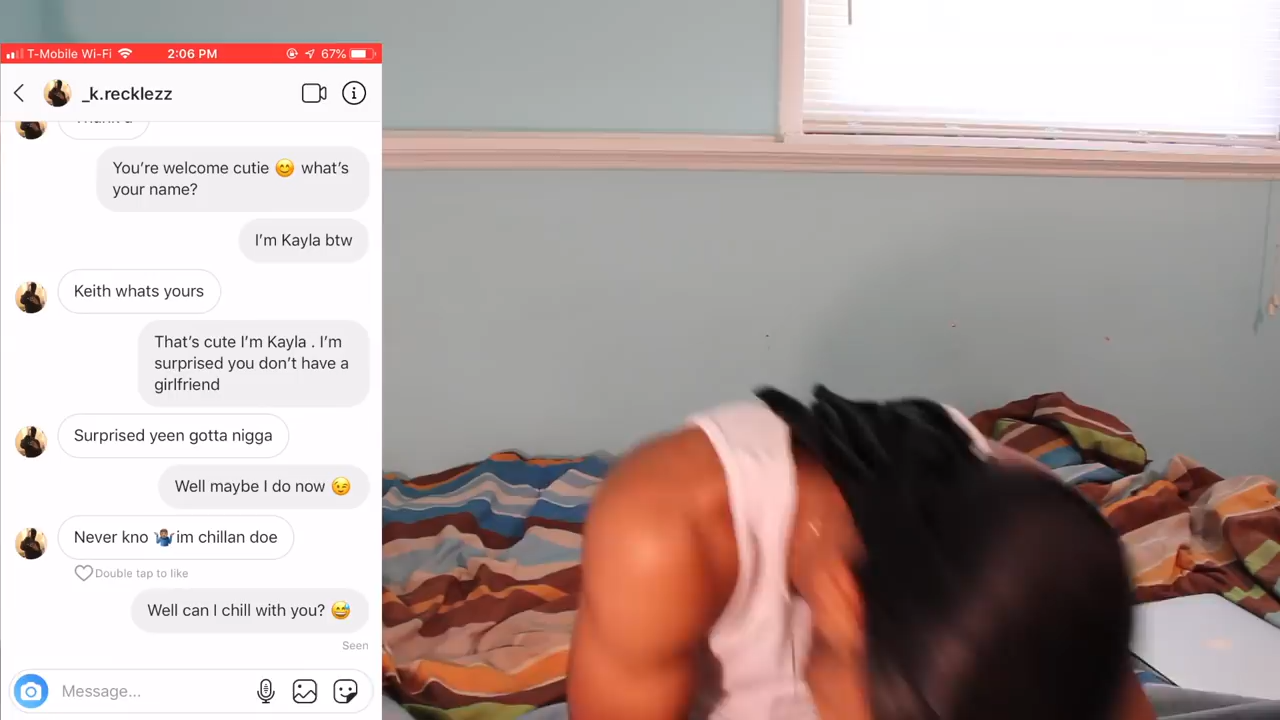 T-Mobile Wi-Fi 2:06 PM 67%
_k.recklezz
You're welcome cutie 😊 what's
your name?
I'm Kayla btw
Keith whats yours
That's cute I'm Kayla . I'm
surprised you don't have a
girlfriend
Surprised yeen gotta nigga
Well maybe I do now 😉
Never kno 🤷🏽‍♂️im chillan doe
Double tap to like
Well can I chill with you? 😅
Seen
Message...